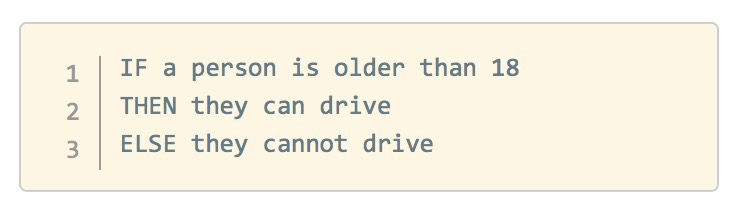 1 IF a person is older than 18
2 THEN they can drive
3 ELSE they cannot drive